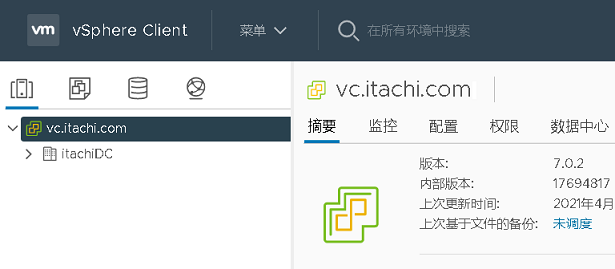 vm vSphere Client 菜单 在所有环境中搜索
vc.itachi.com
itachiDC
vc.itachi.com
摘要 监控 配置 权限 数据中心
版本: 7.0.2
内部版本: 17694817
上次更新时间: 2021年4月
上次基于文件的备份: 未调度